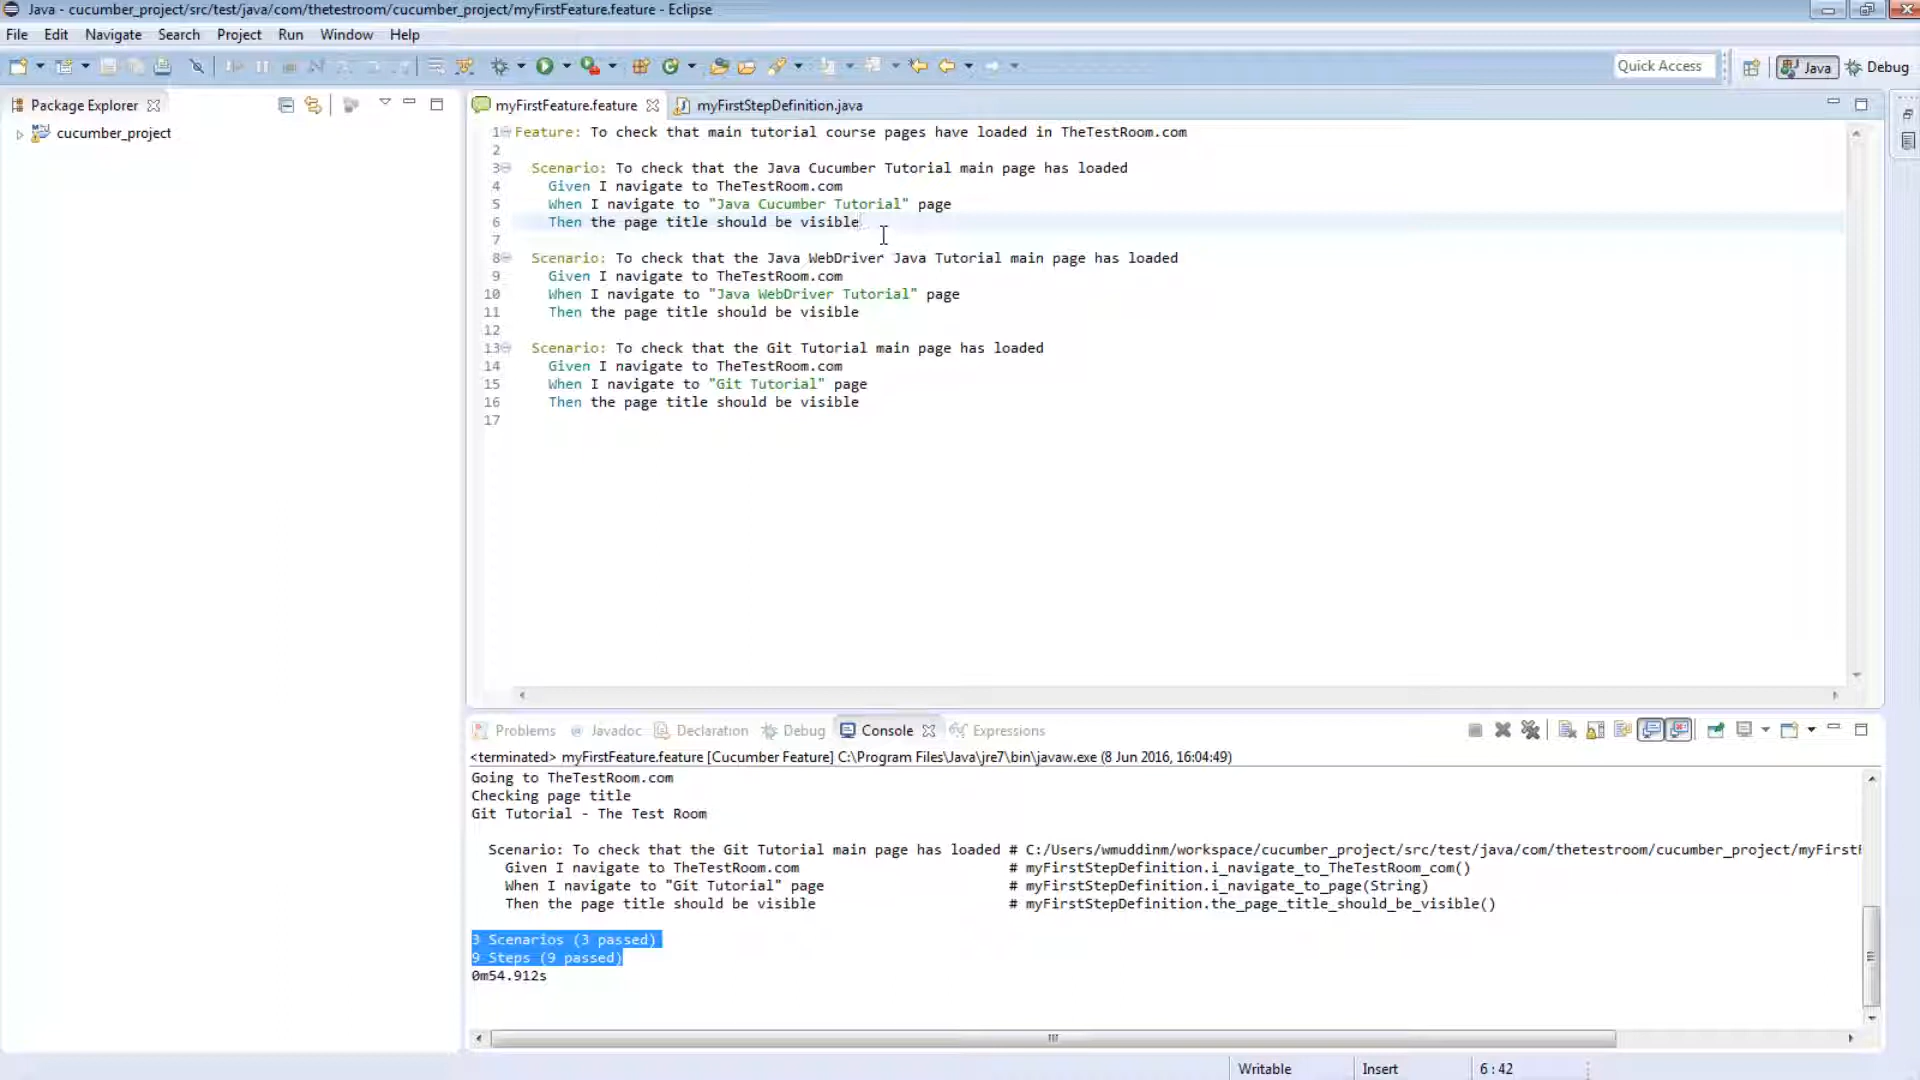 Java - cucumber_project/src/test/java/com/thetestroom/cucumber_project/myFirstFeature.feature - Eclipse
File Edit Navigate Search Project Run Window Help
Quick Access
Java
Debug
Package Explorer
cucumber_project
myFirstFeature.feature
myFirstStepDefinition.java
1 Feature: To check that main tutorial course pages have loaded in TheTestRoom.com
2
3 Scenario: To check that the Java Cucumber Tutorial main page has loaded
4 Given I navigate to TheTestRoom.com
5 When I navigate to "Java Cucumber Tutorial" page
6 Then the page title should be visible
7
8 Scenario: To check that the Java WebDriver Java Tutorial main page has loaded
9 Given I navigate to TheTestRoom.com
10 When I navigate to "Java WebDriver Tutorial" page
11 Then the page title should be visible
12
13 Scenario: To check that the Git Tutorial main page has loaded
14 Given I navigate to TheTestRoom.com
15 When I navigate to "Git Tutorial" page
16 Then the page title should be visible
17
Problems Javadoc Declaration Debug Console Expressions
<terminated> myFirstFeature.feature [Cucumber Feature] C:\Program Files\Java\jre7\bin\javaw.exe (8 Jun 2016, 16:04:49)
Going to TheTestRoom.com
Checking page title
Git Tutorial - The Test Room
Scenario: To check that the Git Tutorial main page has loaded # C:/Users/wmuddinm/workspace/cucumber_project/src/test/java/com/thetestroom/cucumber_project/myFirstF
Given I navigate to TheTestRoom.com # myFirstStepDefinition.i_navigate_to_TheTestRoom_com()
When I navigate to "Git Tutorial" page # myFirstStepDefinition.i_navigate_to_page(String)
Then the page title should be visible # myFirstStepDefinition.the_page_title_should_be_visible()
3 Scenarios (3 passed)
9 Steps (9 passed)
0m54.912s
Writable Insert 6 : 42